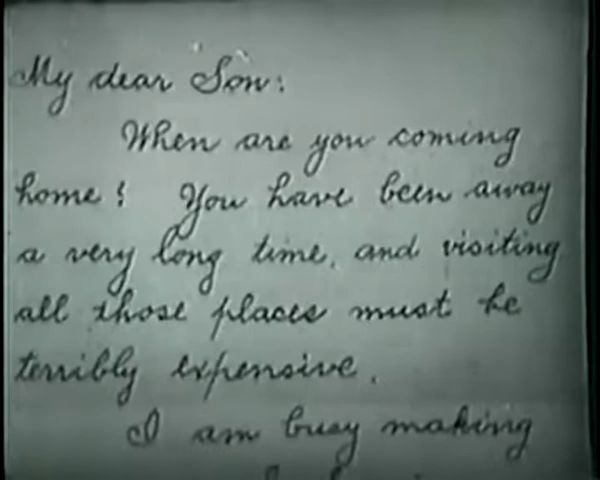 My dear Son:
When are you coming
home? You have been away
a very long time, and visiting
all those places must be
terribly expensive.
I am busy making